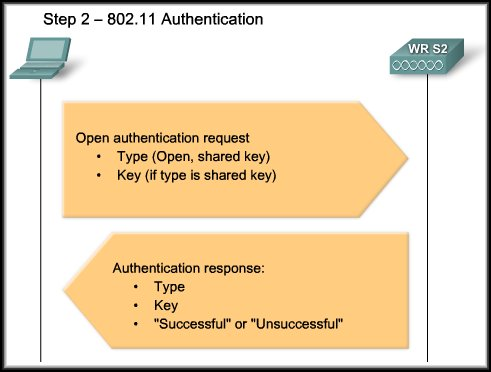 Step 2 – 802.11 Authentication
WR S2
Open authentication request
• Type (Open, shared key)
• Key (if type is shared key)
Authentication response:
• Type
• Key
• "Successful" or "Unsuccessful"